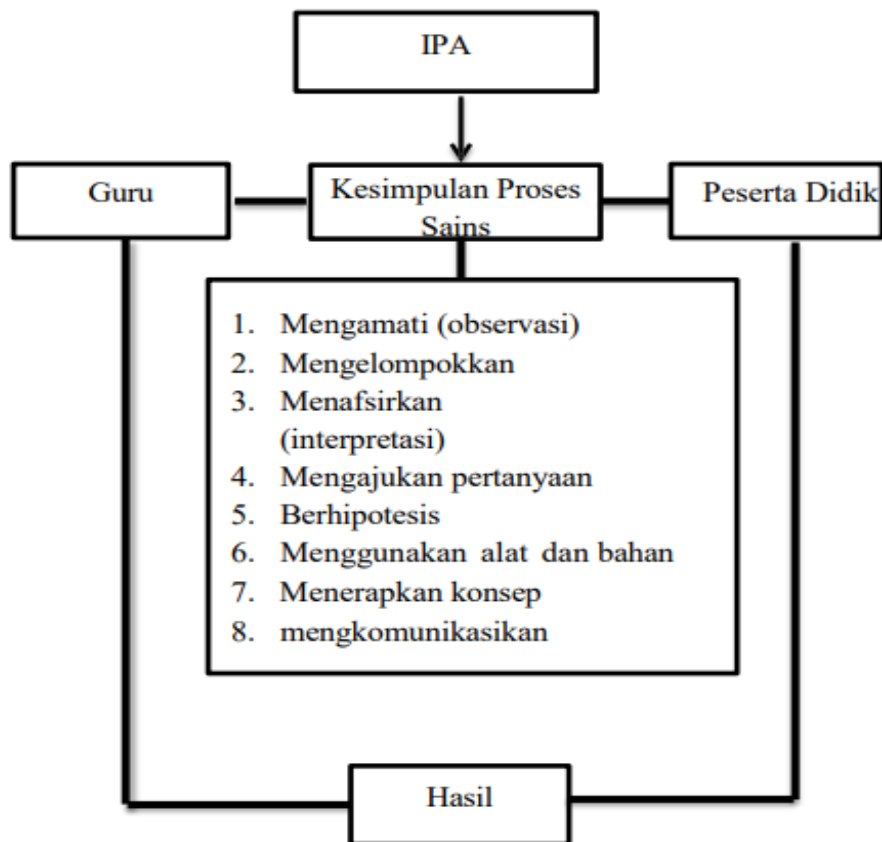 IPA
Guru
Kesimpulan Proses
Sains
Peserta Didik
1. Mengamati (observasi)
2. Mengelompokkan
3. Menafsirkan
(interpretasi)
4. Mengajukan pertanyaan
5. Berhipotesis
6. Menggunakan alat dan bahan
7. Menerapkan konsep
8. mengkomunikasikan
Hasil